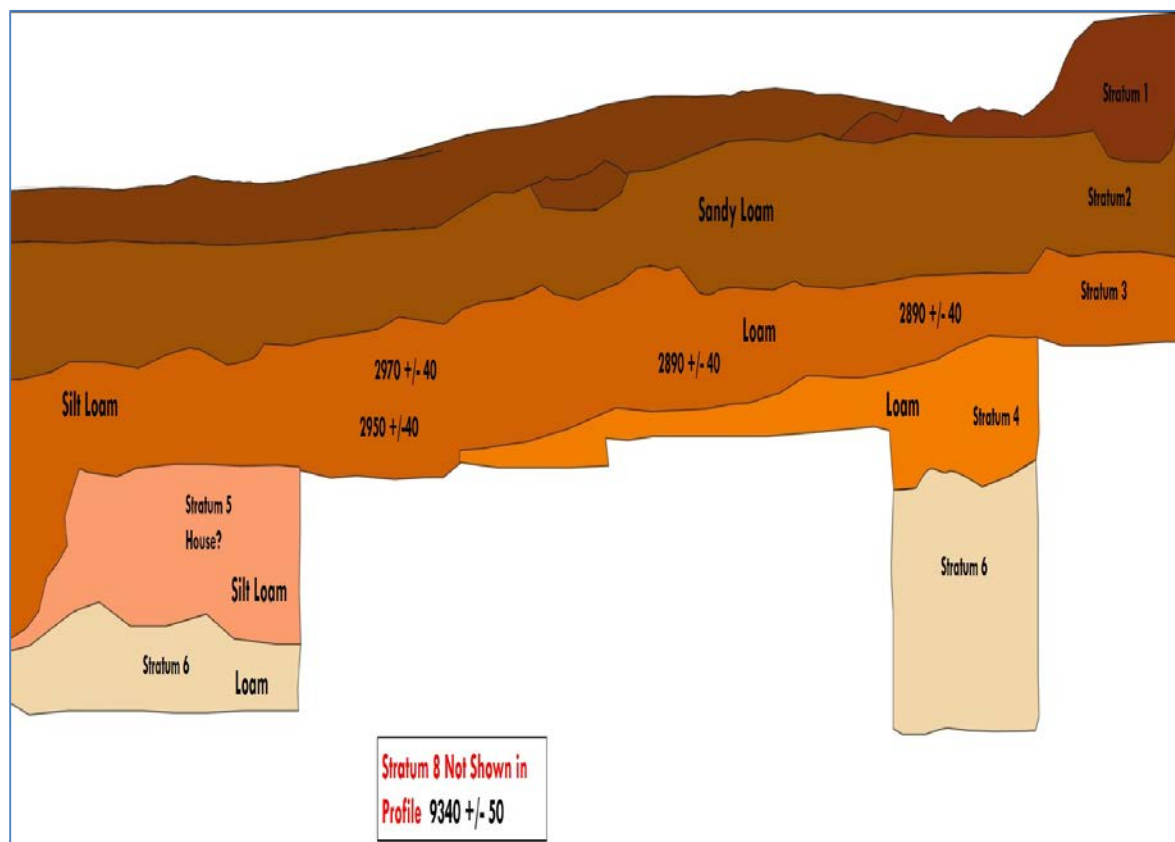 Stratum 1
Stratum2
Sandy Loam
Stratum 3
2890 +/- 40
Loam
2970 +/- 40
2890 +/- 40
Silt Loam
2950 +/-40
Loam
Stratum 4
Stratum 5
House?
Silt Loam
Stratum 6
Stratum 6
Loam
Stratum 8 Not Shown in
Profile 9340 +/- 50